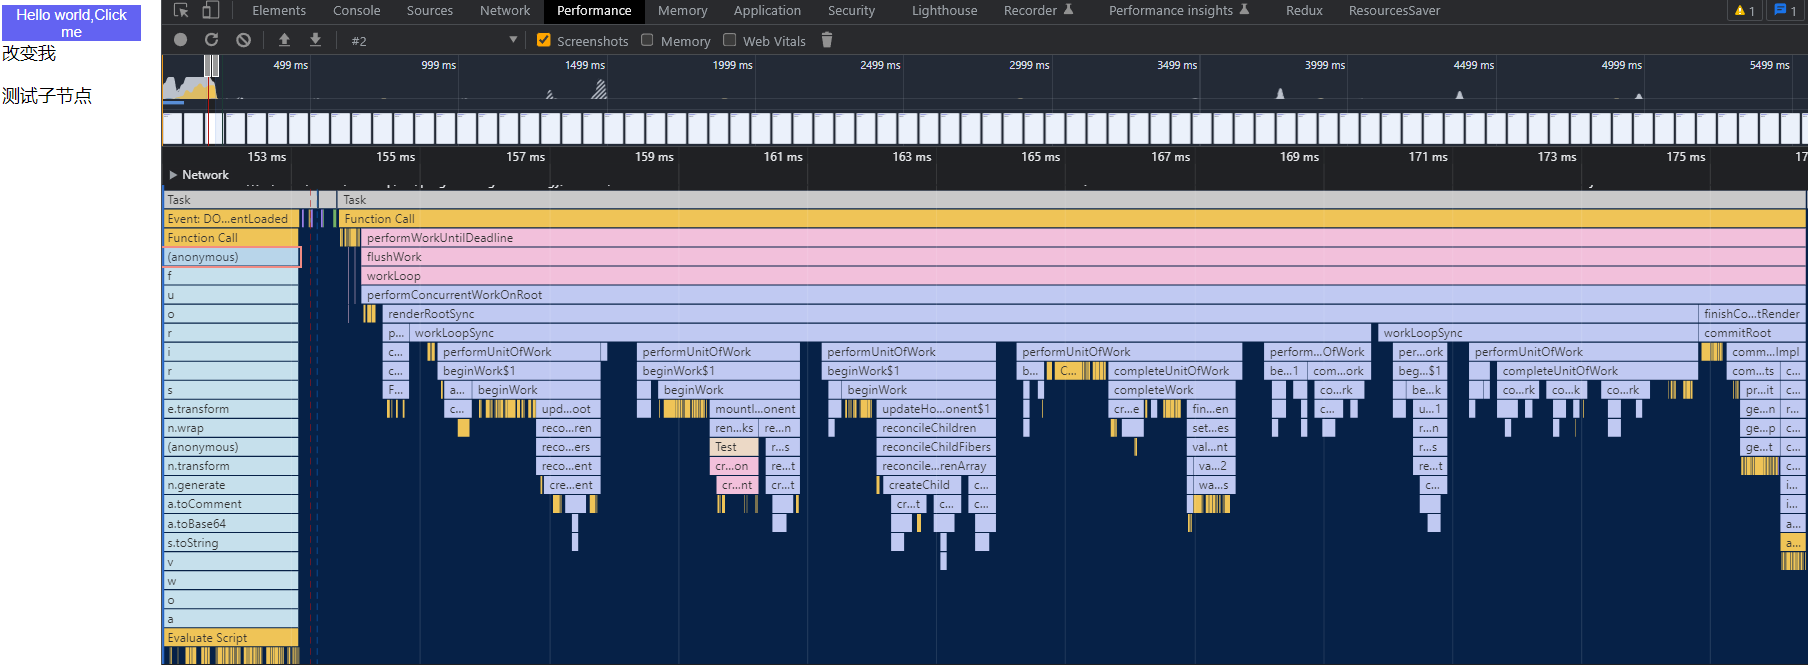 Hello world,Click
me
改变我
测试子节点
Elements Console Sources Network Performance Memory Application Security Lighthouse Recorder Performance insights Redux ResourcesSaver 1 1
#2 Screenshots Memory Web Vitals
499 ms 999 ms 1499 ms 1999 ms 2499 ms 2999 ms 3499 ms 3999 ms 4499 ms 4999 ms 5499 ms
153 ms 155 ms 157 ms 159 ms 161 ms 163 ms 165 ms 167 ms 169 ms 171 ms 173 ms 175 ms 17
Network
Task Task
Event: DO...entLoaded Function Call
Function Call performWorkUntilDeadline
(anonymous) flushWork
f workLoop
u performConcurrentWorkOnRoot
o renderRootSync finishCo...tRender
r p... workLoopSync workLoopSync commitRoot
i c... performUnitOfWork performUnitOfWork performUnitOfWork performUnitOfWork perform...OfWork per...ork performUnitOfWork comm...Impl
r c... beginWork$1 beginWork$1 beginWork$1 b... C... completeUnitOfWork be...1 com...ork beg...$1 completeUnitOfWork com...ts c...
s F... a... beginWork beginWork beginWork completeWork co...rk be...k co...rk co...k co...rk pr...it c...
e.transform c... upd...oot mountI...onent updateHo...onent$1 cr...e fin...en c... u...1 ge...n r...
n.wrap reco...ren ren...ks re...n reconcileChildren set...es r...n ge...p c...
(anonymous) reco...ers Test r...s reconcileChildFibers val...nt r...s ge...t c...
n.transform reco...ent cr...on re...t reconcile...renArray va...2 re...t c...
n.generate cre...ent cr...nt cr...t createChild c... wa...s c... i...
a.toComment cr...t c... c... i...
a.toBase64 a...
s.toString a...
v
w
o
a
Evaluate Script